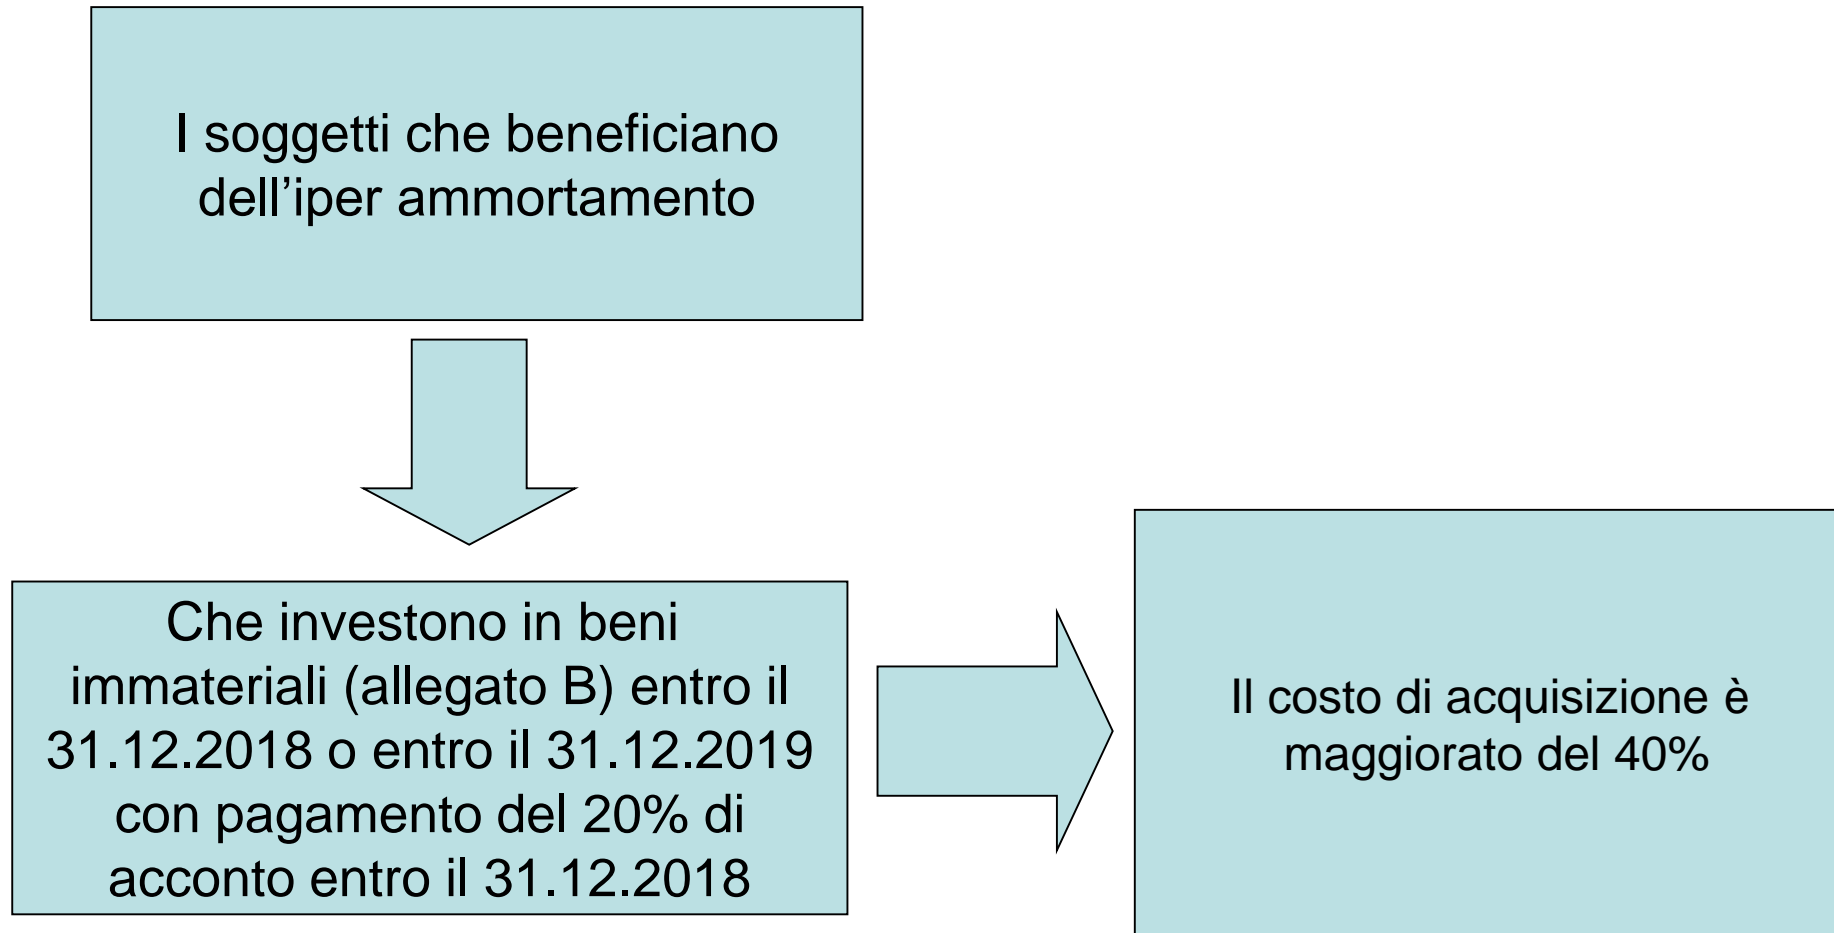 I soggetti che beneficiano
dell’iper ammortamento
Che investono in beni
immateriali (allegato B) entro il
31.12.2018 o entro il 31.12.2019
con pagamento del 20% di
acconto entro il 31.12.2018
Il costo di acquisizione è
maggiorato del 40%